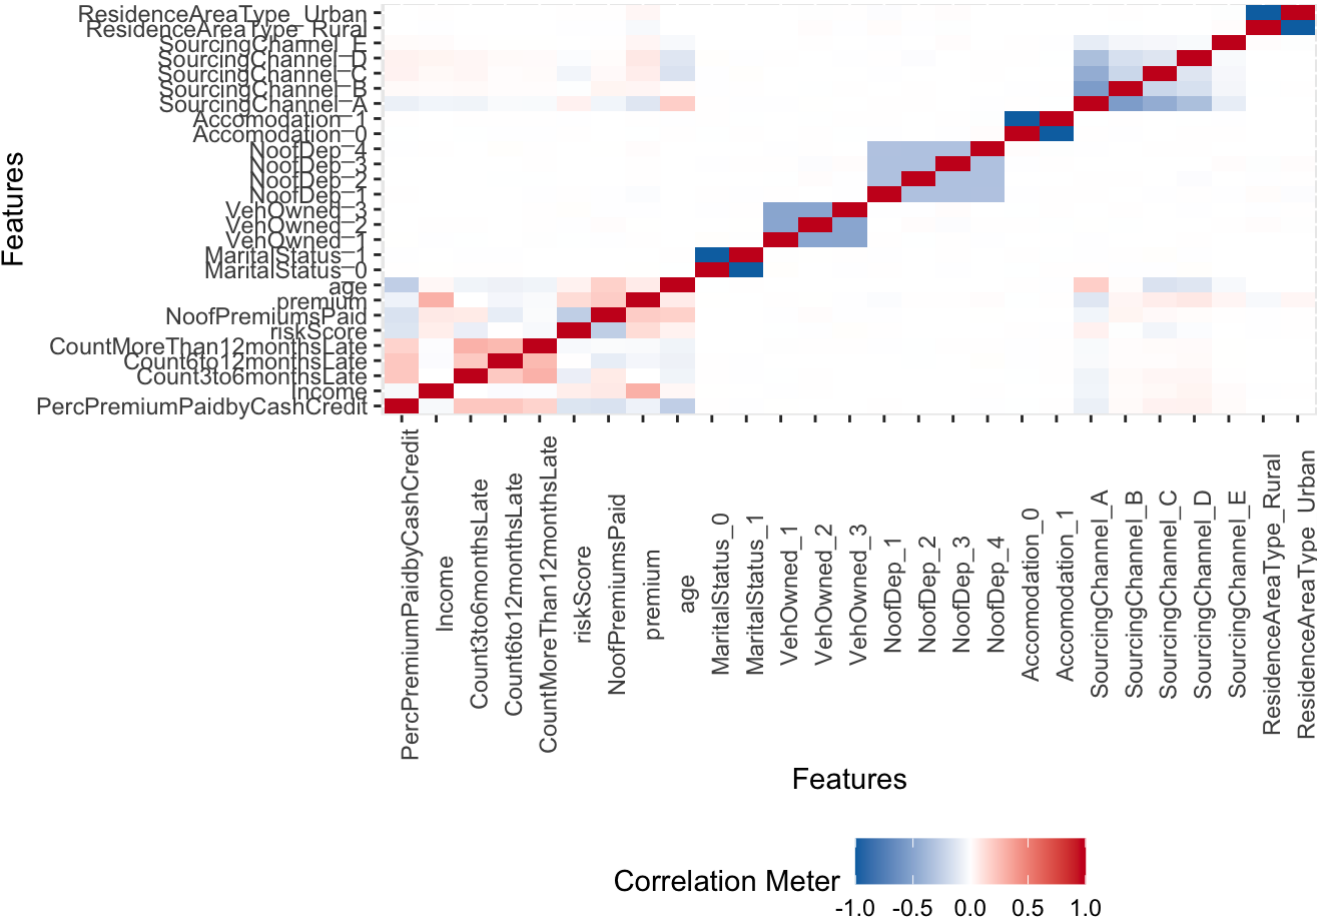 ResidenceAreaType_Urban
ResidenceAreaType_Rural
SourcingChannel_E
SourcingChannel_D
SourcingChannel_C
SourcingChannel_B
SourcingChannel_A
Accomodation_1
Accomodation_0
NoofDep_4
NoofDep_3
NoofDep_2
NoofDep_1
VehOwned_3
VehOwned_2
VehOwned_1
MaritalStatus_1
MaritalStatus_0
age
premium
NoofPremiumsPaid
riskScore
CountMoreThan12monthsLate
Count6to12monthsLate
Count3to6monthsLate
Income
PercPremiumPaidbyCashCredit
Features
PercPremiumPaidbyCashCredit
Income
Count3to6monthsLate
Count6to12monthsLate
CountMoreThan12monthsLate
riskScore
NoofPremiumsPaid
premium
age
MaritalStatus_0
MaritalStatus_1
VehOwned_1
VehOwned_2
VehOwned_3
NoofDep_1
NoofDep_2
NoofDep_3
NoofDep_4
Accomodation_0
Accomodation_1
SourcingChannel_A
SourcingChannel_B
SourcingChannel_C
SourcingChannel_D
SourcingChannel_E
ResidenceAreaType_Rural
ResidenceAreaType_Urban
Features
Correlation Meter
-1.0 -0.5 0.0 0.5 1.0